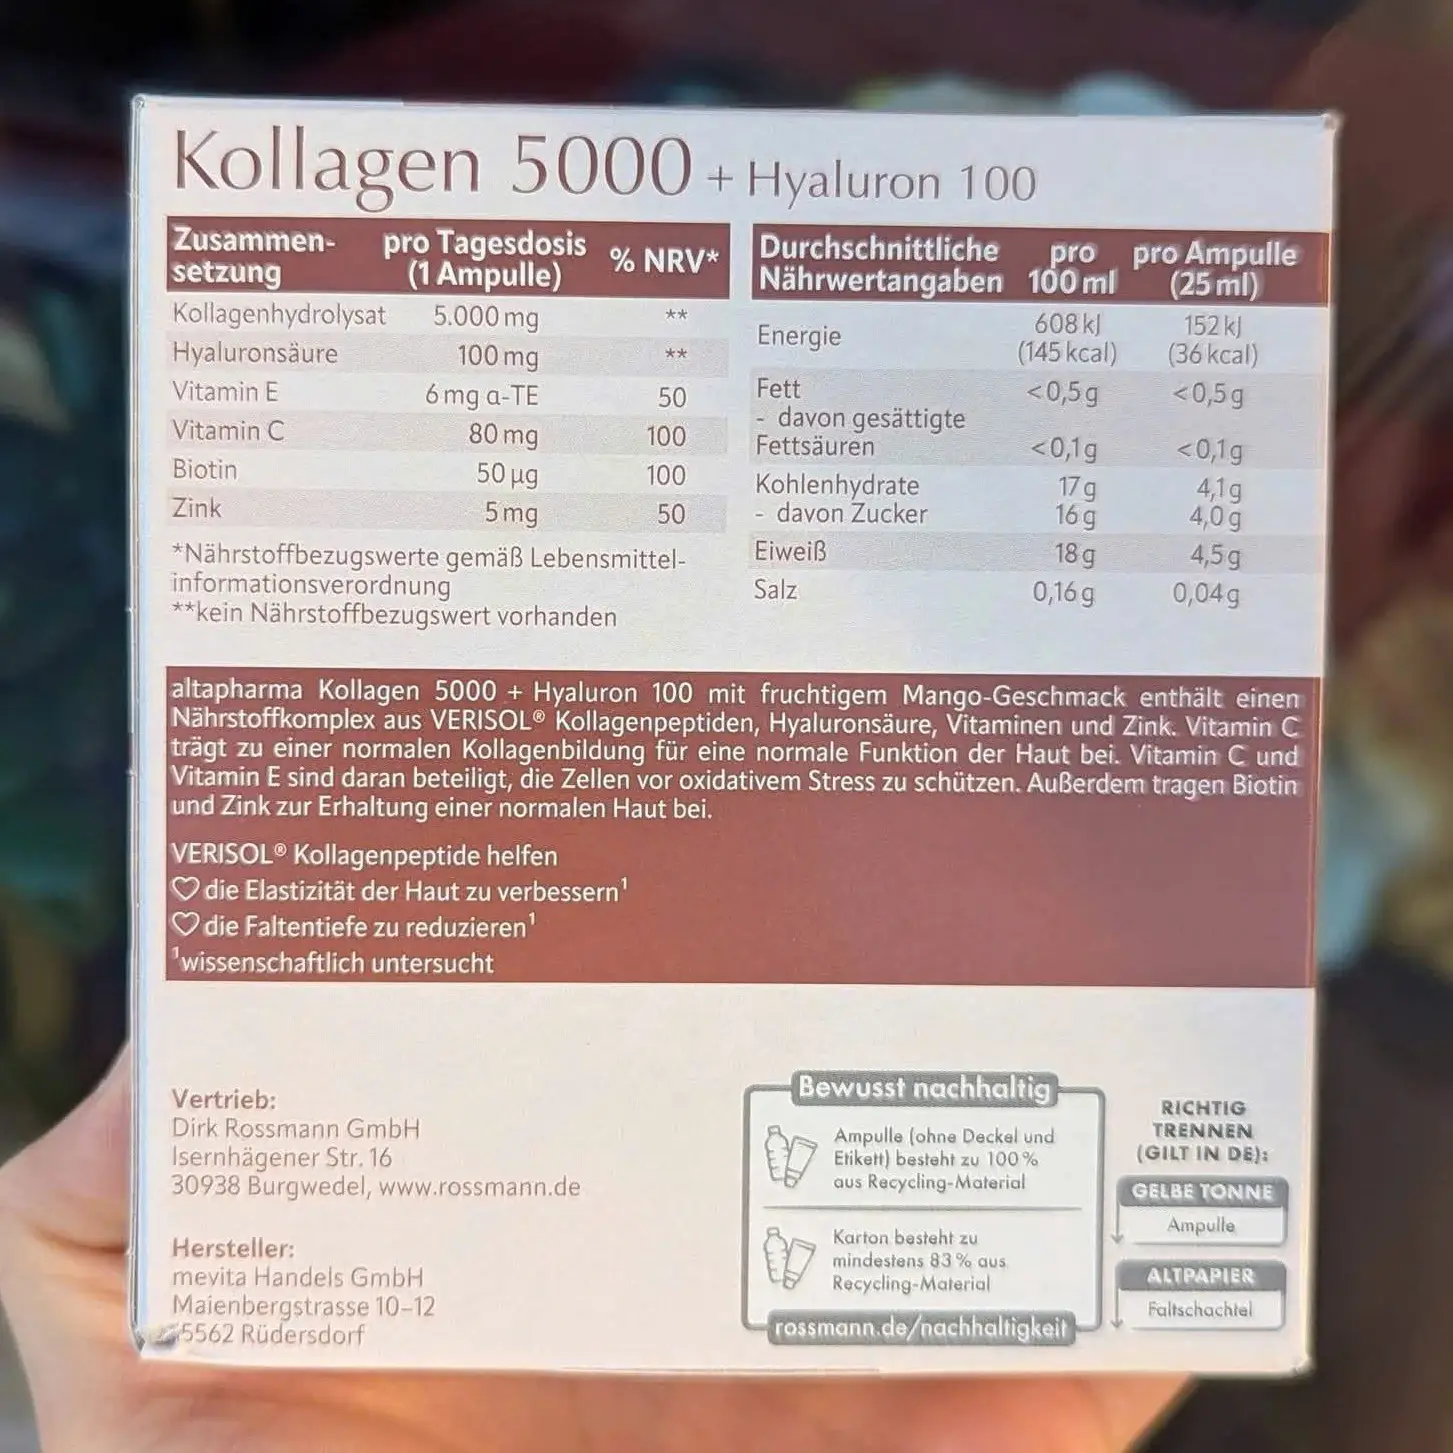 Kollagen 5000 + Hyaluron 100
Zusammen-
setzung
pro Tagesdosis
(1 Ampulle)
% NRV*
Kollagenhydrolysat 5.000 mg **
Hyaluronsäure 100 mg **
Vitamin E 6 mg α-TE 50
Vitamin C 80 mg 100
Biotin 50 µg 100
Zink 5 mg 50
*Nährstoffbezugswerte gemäß Lebensmittel-
informationsverordnung
**kein Nährstoffbezugswert vorhanden
Durchschnittliche
Nährwertangaben
pro
100 ml
pro Ampulle
(25 ml)
Energie
608 kJ 152 kJ
(145 kcal) (36 kcal)
Fett <0,5 g <0,5 g
- davon gesättigte
Fettsäuren <0,1 g <0,1 g
Kohlenhydrate 17 g 4,1 g
- davon Zucker 16 g 4,0 g
Eiweiß 18 g 4,5 g
Salz 0,16 g 0,04 g
altapharma Kollagen 5000 + Hyaluron 100 mit fruchtigem Mango-Geschmack enthält einen
Nährstoffkomplex aus VERISOL® Kollagenpeptiden, Hyaluronsäure, Vitaminen und Zink. Vitamin C
trägt zu einer normalen Kollagenbildung für eine normale Funktion der Haut bei. Vitamin C und
Vitamin E sind daran beteiligt, die Zellen vor oxidativem Stress zu schützen. Außerdem tragen Biotin
und Zink zur Erhaltung einer normalen Haut bei.
VERISOL® Kollagenpeptide helfen
♡ die Elastizität der Haut zu verbessern¹
♡ die Faltentiefe zu reduzieren¹
¹wissenschaftlich untersucht
Vertrieb:
Dirk Rossmann GmbH
Isernhägener Str. 16
30938 Burgwedel, www.rossmann.de
Hersteller:
mevita Handels GmbH
Maienbergstrasse 10–12
5562 Rüdersdorf
Bewusst nachhaltig
Ampulle (ohne Deckel und
Etikett) besteht zu 100 %
aus Recycling-Material
Karton besteht zu
mindestens 83 % aus
Recycling-Material
rossmann.de/nachhaltigkeit
RICHTIG
TRENNEN
(GILT IN DE):
GELBE TONNE
Ampulle
ALTPAPIER
Faltschachtel